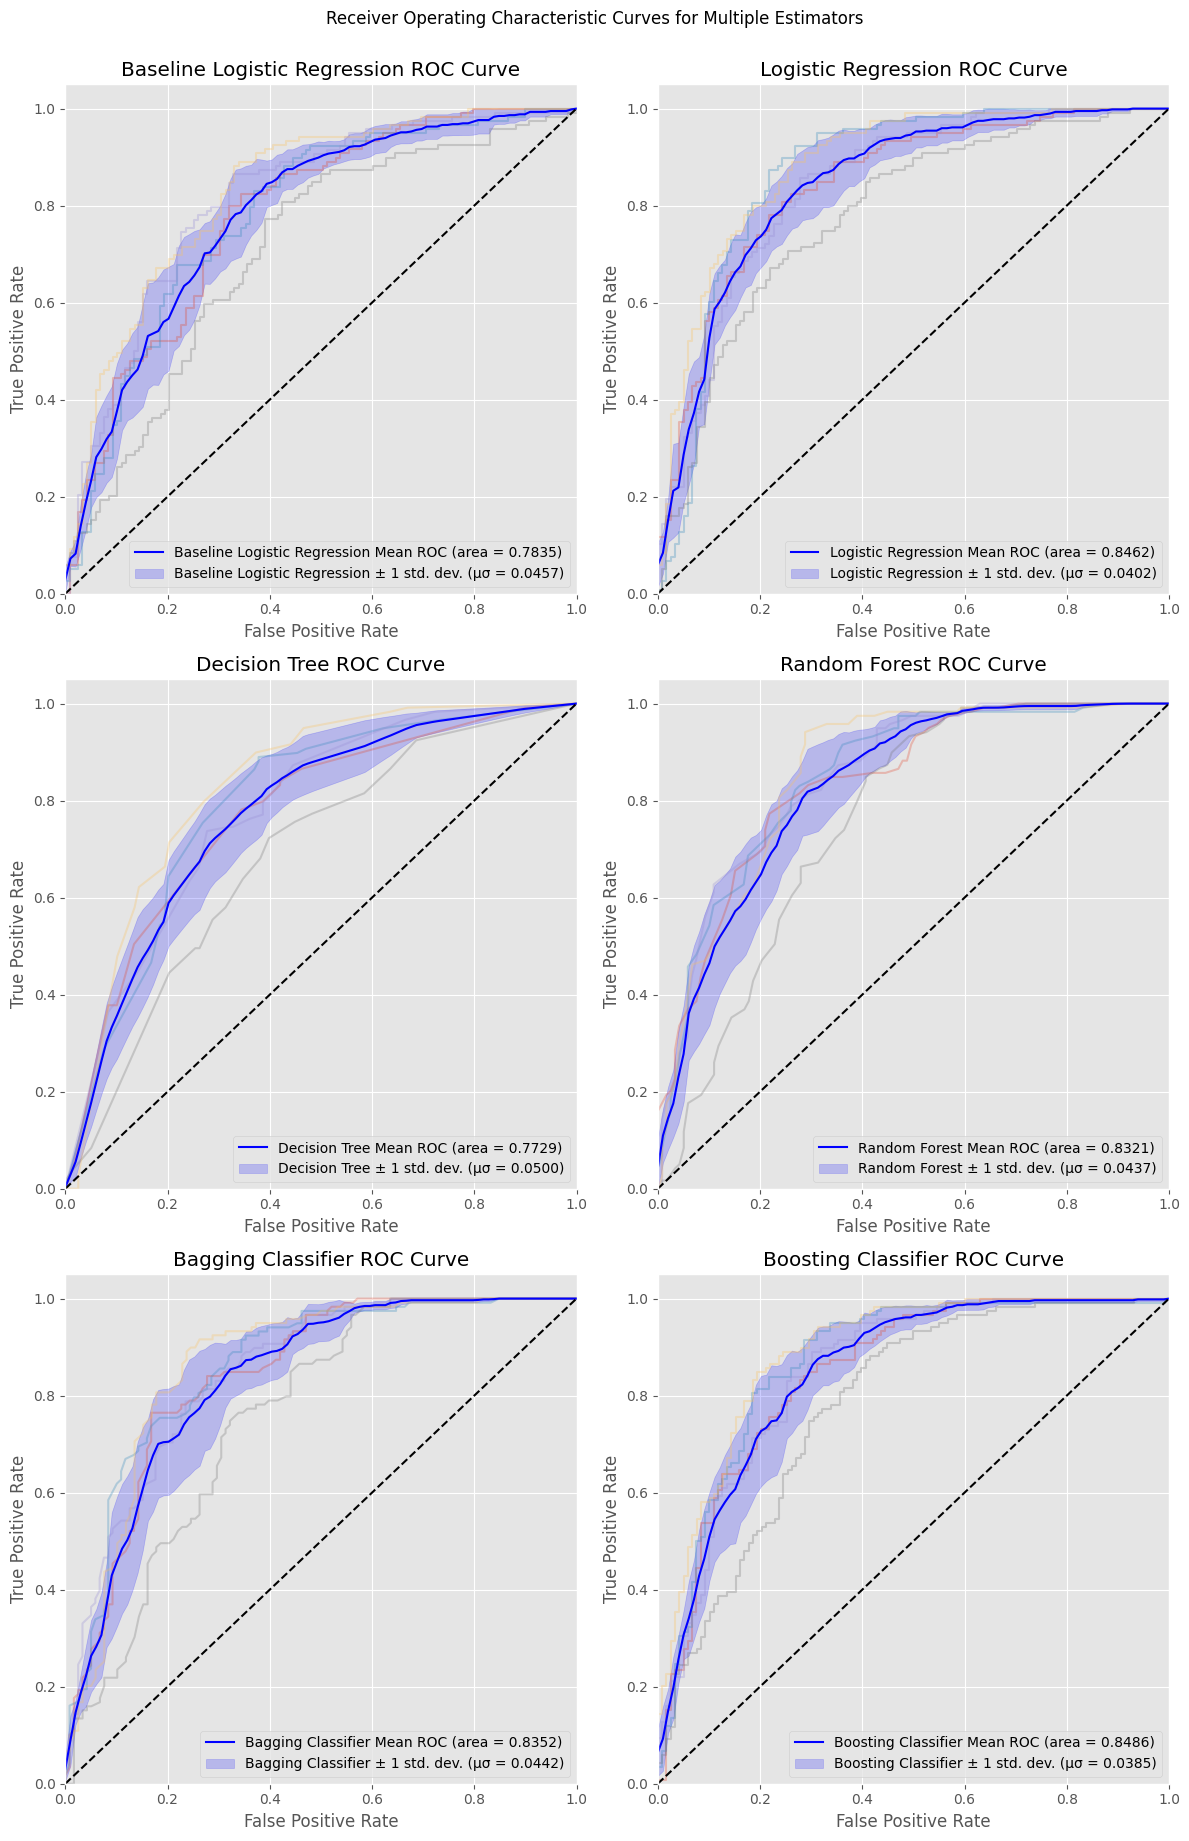 Receiver Operating Characteristic Curves for Multiple Estimators
Baseline Logistic Regression ROC Curve
True Positive Rate
1.0
0.8
0.6
0.4
0.2
0.0
Baseline Logistic Regression Mean ROC (area = 0.7835)
Baseline Logistic Regression ± 1 std. dev. (μσ = 0.0457)
0.0 0.2 0.4 0.6 0.8 1.0
False Positive Rate
Logistic Regression ROC Curve
True Positive Rate
1.0
0.8
0.6
0.4
0.2
0.0
Logistic Regression Mean ROC (area = 0.8462)
Logistic Regression ± 1 std. dev. (μσ = 0.0402)
0.0 0.2 0.4 0.6 0.8 1.0
False Positive Rate
Decision Tree ROC Curve
True Positive Rate
1.0
0.8
0.6
0.4
0.2
0.0
Decision Tree Mean ROC (area = 0.7729)
Decision Tree ± 1 std. dev. (μσ = 0.0500)
0.0 0.2 0.4 0.6 0.8 1.0
False Positive Rate
Random Forest ROC Curve
True Positive Rate
1.0
0.8
0.6
0.4
0.2
0.0
Random Forest Mean ROC (area = 0.8321)
Random Forest ± 1 std. dev. (μσ = 0.0437)
0.0 0.2 0.4 0.6 0.8 1.0
False Positive Rate
Bagging Classifier ROC Curve
True Positive Rate
1.0
0.8
0.6
0.4
0.2
0.0
Bagging Classifier Mean ROC (area = 0.8352)
Bagging Classifier ± 1 std. dev. (μσ = 0.0442)
0.0 0.2 0.4 0.6 0.8 1.0
False Positive Rate
Boosting Classifier ROC Curve
True Positive Rate
1.0
0.8
0.6
0.4
0.2
0.0
Boosting Classifier Mean ROC (area = 0.8486)
Boosting Classifier ± 1 std. dev. (μσ = 0.0385)
0.0 0.2 0.4 0.6 0.8 1.0
False Positive Rate